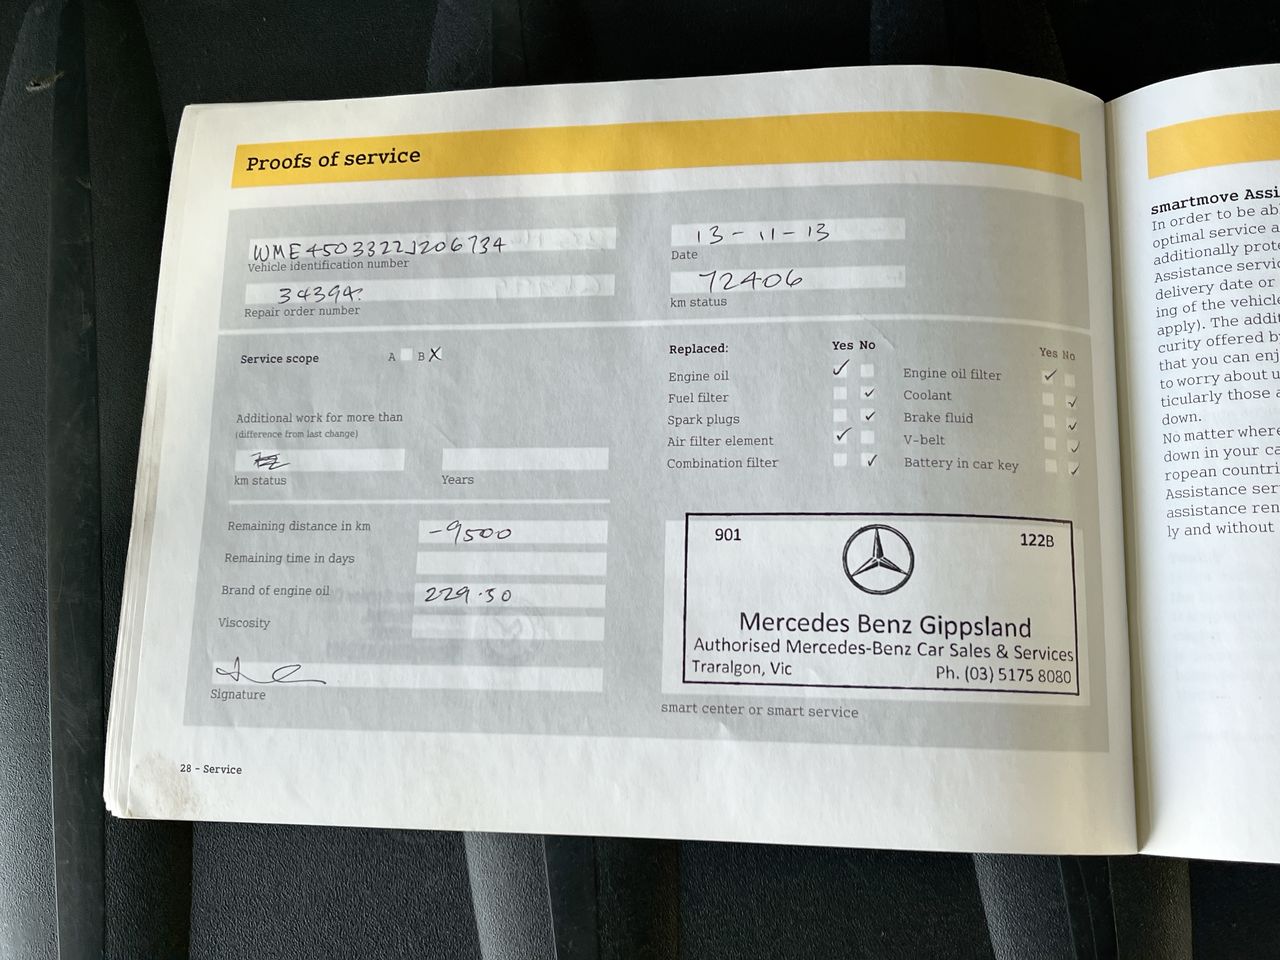 Proofs of service
WME4503322J206734
Vehicle identification number
34394
Repair order number
13-11-13
Date
72406
km status
Service scope A B X
Additional work for more than
(difference from last change)
km status
Years
Remaining distance in km -9500
Remaining time in days
Brand of engine oil 229.50
Viscosity
Signature
Replaced: Yes No
Engine oil ✓
Fuel filter ✓
Spark plugs ✓
Air filter element ✓
Combination filter ✓
Yes No
Engine oil filter ✓
Coolant ✓
Brake fluid ✓
V-belt ✓
Battery in car key ✓
901 122B
Mercedes Benz Gippsland
Authorised Mercedes-Benz Car Sales & Services
Traralgon, Vic Ph. (03) 5175 8080
smart center or smart service
28 - Service
smartmove Assi
In order to be ab
optimal service a
additionally prote
Assistance servic
delivery date or
ing of the vehicle
apply). The addit
curity offered b
that you can enj
to worry about u
ticularly those a
down.
No matter where
down in your ca
ropean countri
Assistance ser
assistance ren
ly and without